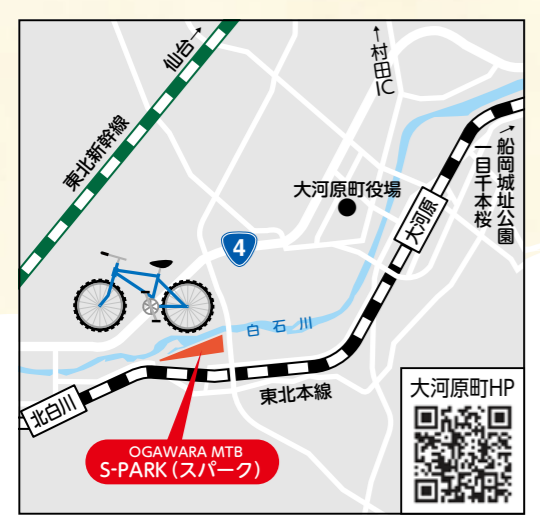 仙台→
東北新幹線
←村田IC
大河原町役場
大河原
→船岡城址公園
一目千本桜
4
白石川
東北本線
北白川
OGAWARA MTB
S-PARK（スパーク）
大河原町HP